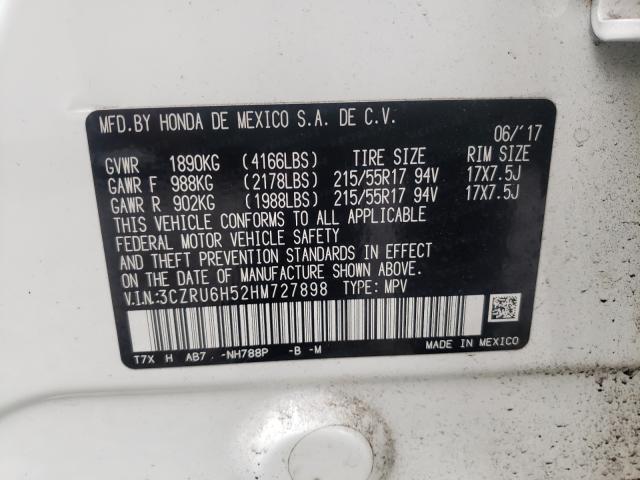 MFD.BY HONDA DE MEXICO S.A. DE C.V.
06/'17
GVWR 1890KG (4166LBS) TIRE SIZE RIM SIZE
GAWR F 988KG (2178LBS) 215/55R17 94V 17X7.5J
GAWR R 902KG (1988LBS) 215/55R17 94V 17X7.5J
THIS VEHICLE CONFORMS TO ALL APPLICABLE
FEDERAL MOTOR VEHICLE SAFETY
AND THEFT PREVENTION STANDARDS IN EFFECT
ON THE DATE OF MANUFACTURE SHOWN ABOVE.
V.I.N:3CZRU6H52HM727898 TYPE: MPV
T7X H AB7 -NH788P -B -M
MADE IN MEXICO